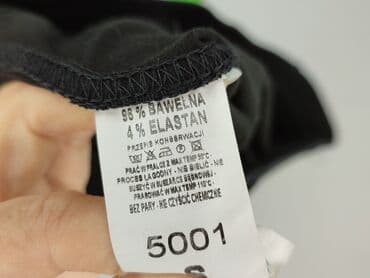 96% BAWEŁNA
4% ELASTAN
PRZEPIS KONSERWACJI
PRAĆ W PRALCE Z MAX TEMP 30°C
PROCES ŁAGODNY - NIE BIELIĆ - NIE
SUSZYĆ W SUSZARCE BĘBNOWEJ -
PRASOWAĆ W MAX TEMP 110°C
BEZ PARY - NIE CZYŚCIĆ CHEMICZNIE
5001
S